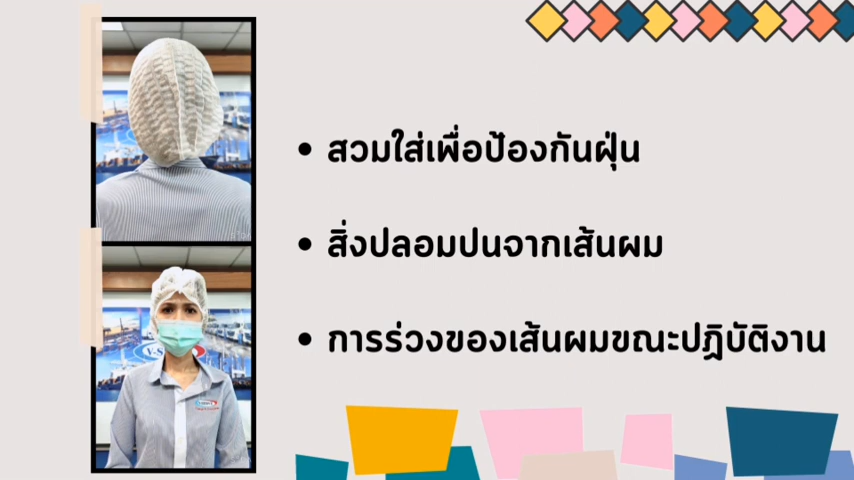 • สวมใส่เพื่อป้องกันฝุ่น
• สิ่งปลอมปนจากเส้นผม
• การร่วงของเส้นผมขณะปฏิบัติงาน